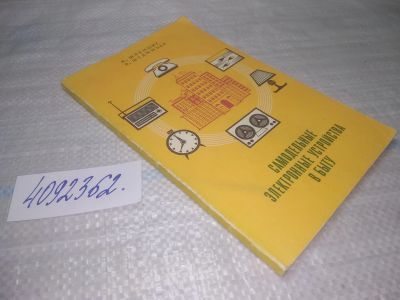 САМОДЕЛЬНЫЕ
ЭЛЕКТРОННЫЕ УСТРОЙСТВА
В БЫТУ
4092362.